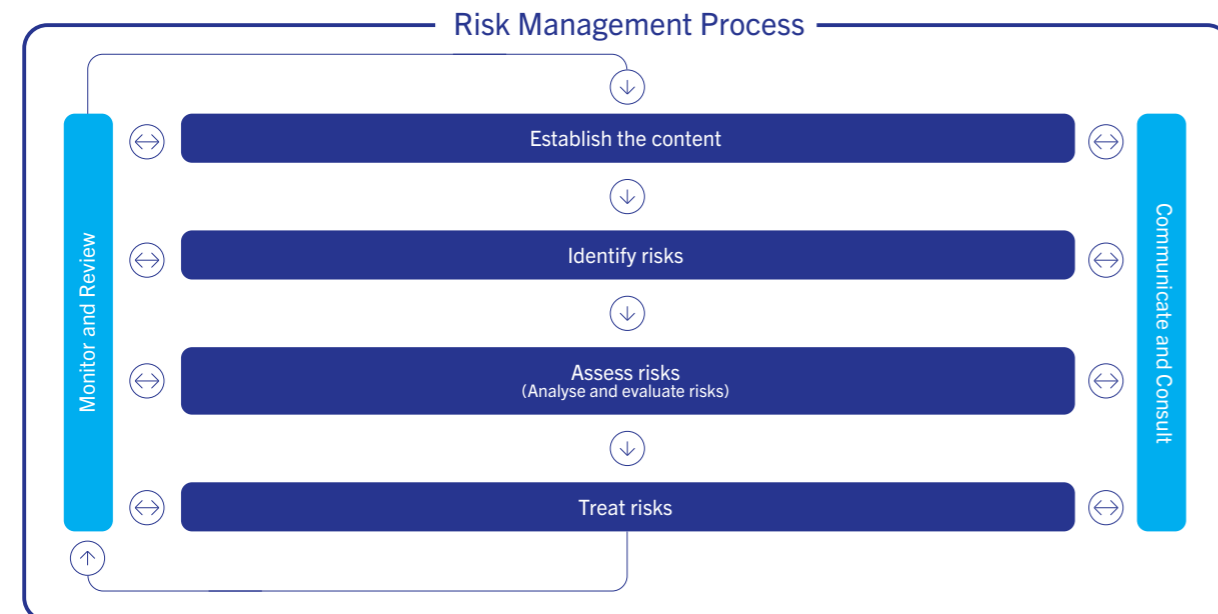 Risk Management Process
Establish the content
Identify risks
Assess risks
(Analyse and evaluate risks)
Treat risks
Monitor and Review
Communicate and Consult